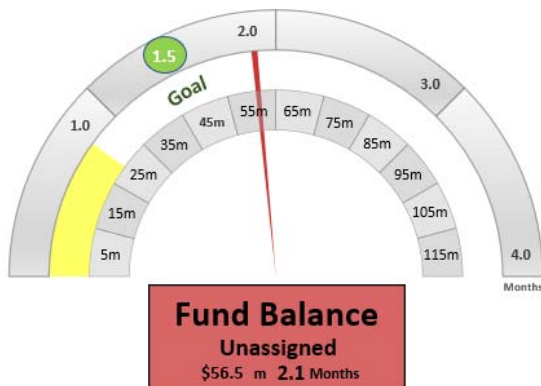 2.0
1.5
Goal
3.0
1.0
45m
55m
65m
35m
75m
25m
85m
15m
95m
5m
105m
115m
4.0
Months
Fund Balance
Unassigned
$56.5 m 2.1 Months